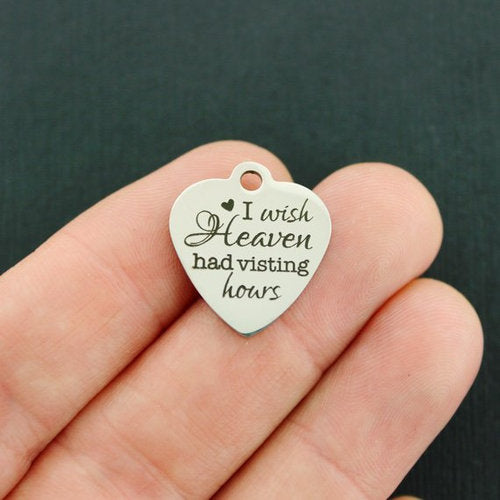 I wish
Heaven
had visting
hours